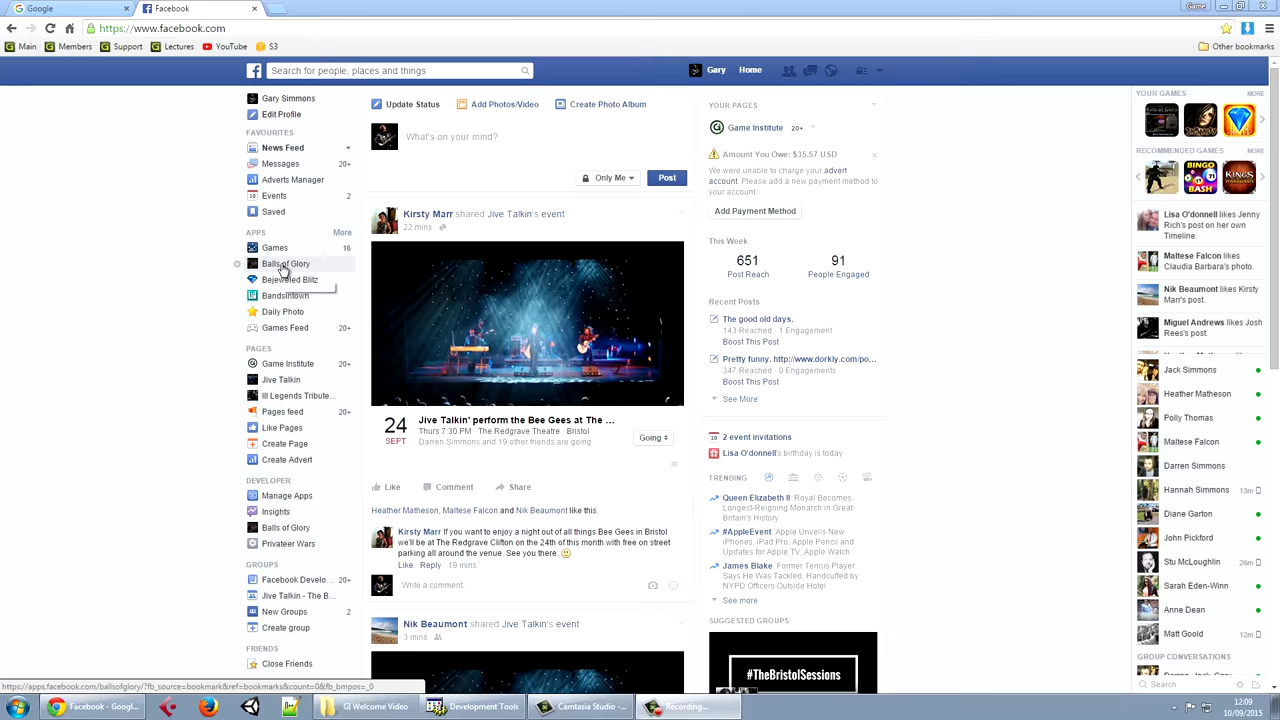 Google
Facebook
Game
https://www.facebook.com
Main
Members
Support
Lectures
YouTube
S3
Other bookmarks
Search for people, places and things
Gary
Home
Gary Simmons
Edit Profile
FAVOURITES
News Feed
Messages 20+
Adverts Manager
Events 2
Saved
APPS More
Games 16
Balls of Glory
Bejeweled Blitz
Bandsintown
Daily Photo
Games Feed 20+
PAGES
Game Institute 20+
Jive Talkin
III Legends Tribute...
Pages feed 20+
Like Pages
Create Page
Create Advert
DEVELOPER
Manage Apps
Insights
Balls of Glory
Privateer Wars
GROUPS
Facebook Develo... 20+
Jive Talkin - The B...
New Groups 2
Create group
FRIENDS
Close Friends
Update Status
Add Photos/Video
Create Photo Album
What's on your mind?
Only Me
Post
Kirsty Marr shared Jive Talkin's event
22 mins
24
SEPT
Jive Talkin' perform the Bee Gees at The ...
Thurs 7:30 PM · The Redgrave Theatre · Bristol
Darren Simmons and 19 other friends are going
Going
Like
Comment
Share
Heather Matheson, Maltese Falcon and Nik Beaumont like this.
Kirsty Marr If you want to enjoy a night out of all things Bee Gees in Bristol
we'll be at The Redgrave Clifton on the 24th of this month with free on street
parking all around the venue. See you there.
Like Reply 19 mins
Write a comment...
Nik Beaumont shared Jive Talkin's event
3 mins
YOUR PAGES
Game Institute 20+
Amount You Owe: $35.57 USD
We were unable to charge your advert
account. Please add a new payment method to
your account.
Add Payment Method
This Week
651
Post Reach
91
People Engaged
Recent Posts
The good old days.
143 Reached · 1 Engagement
Boost This Post
Pretty funny. http://www.dorkly.com/po...
347 Reached · 0 Engagements
Boost This Post
See More
2 event invitations
Lisa O'donnell's birthday is today
TRENDING
Queen Elizabeth II Royal Becomes
Longest-Reigning Monarch in Great
Britain's History
#AppleEvent Apple Unveils New
iPhones, iPad Pro, Apple Pencil and
Updates for Apple TV, Apple Watch
James Blake Former Tennis Player
Says He Was Tackled, Handcuffed by
NYPD Officers Outside Hotel
See more
SUGGESTED GROUPS
#TheBristolSessions
YOUR GAMES MORE
RECOMMENDED GAMES MORE
BINGO
KINGS
Lisa O'donnell likes Jenny
Rich's post on her own
Timeline.
Maltese Falcon likes
Claudia Barbara's photo.
Nik Beaumont likes Kirsty
Marr's post.
Miguel Andrews likes Josh
Rees's post.
Jack Simmons
Heather Matheson
Polly Thomas
Maltese Falcon
Darren Simmons
Hannah Simmons 13m
Diane Garton
John Pickford
Stu McLoughlin 26m
Sarah Eden-Winn
Anne Dean
Matt Goold 12m
GROUP CONVERSATIONS
Search
https://apps.facebook.com/ballsofglory/?fb_source=bookmark&ref=bookmarks&count=0&fb_bmpos=_0
Facebook - Googl...
GI Welcome Video
Development Tools
Camtasia Studio - ...
Recording...
12:09
10/09/2015